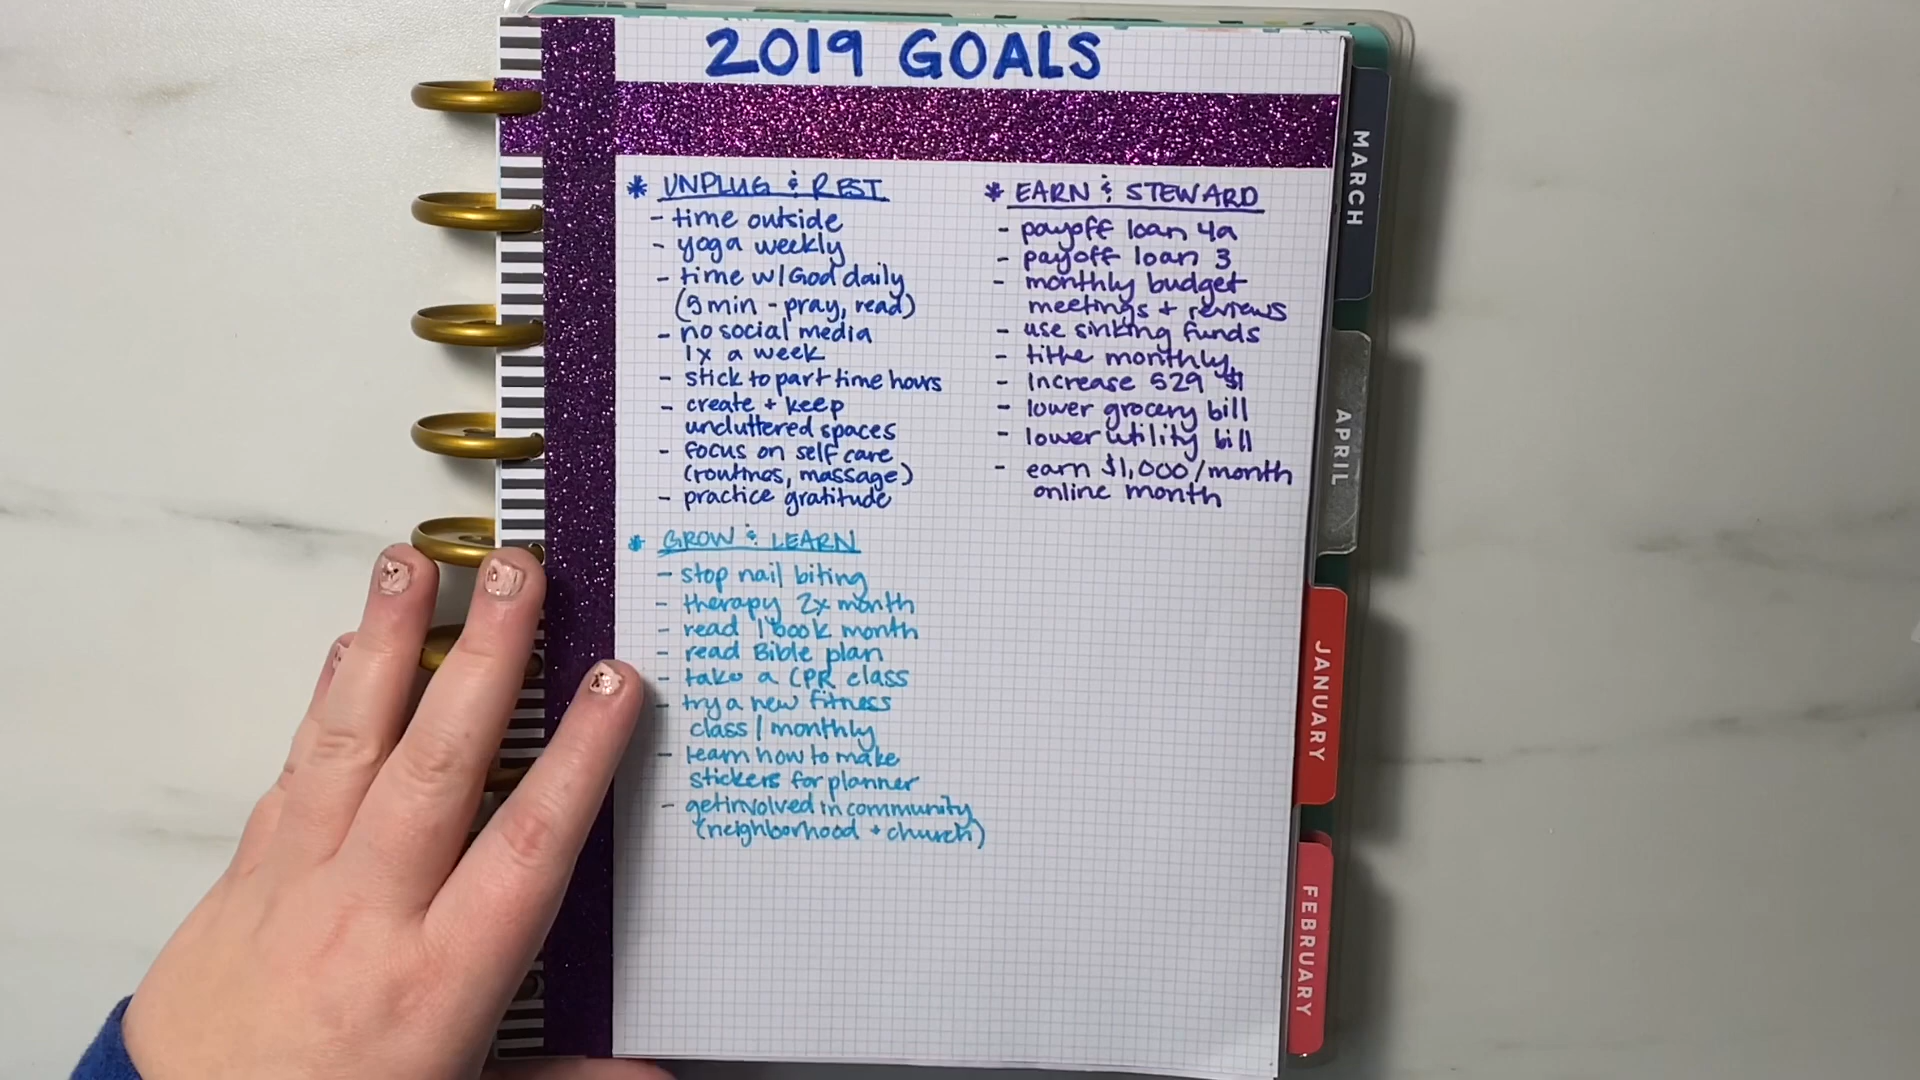 2019 GOALS
* UNPLUG & REST
- time outside
- yoga weekly
- time w/God daily
(5 min - pray, read)
- no social media
1x a week
- stick to part time hours
- create + keep
uncluttered spaces
- focus on self care
(routines, massage)
- practice gratitude
* GROW & LEARN
- stop nail biting
- therapy 2x month
- read 1 book month
- read Bible plan
- take a CPR class
- try a new fitness
class / monthly
- learn how to make
stickers for planner
- get involved in community
(neighborhood + church)
* EARN & STEWARD
- payoff loan 4a
- payoff loan 3
- monthly budget
meetings + reviews
- use sinking funds
- tithe monthly
- Increase 529 $
- lower grocery bill
- lower utility bill
- earn $1,000/month
online month
MARCH
APRIL
JANUARY
FEBRUARY